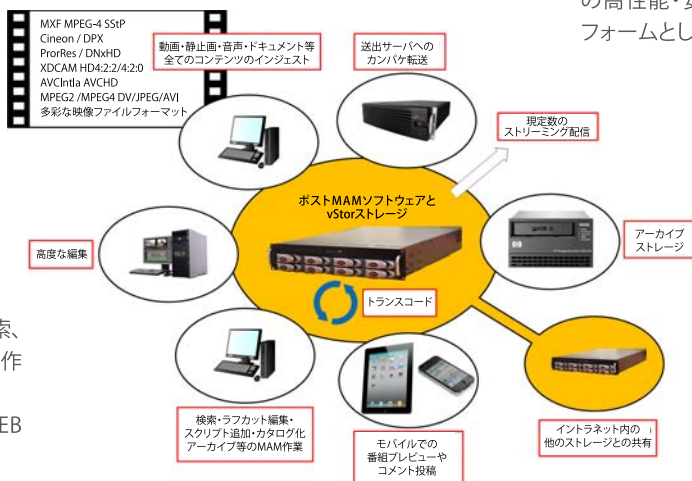 の高性能・
フォームとし
MXF MPEG-4 SStP
Cineon / DPX
ProrRes / DNxHD
XDCAM HD4:2:2/4:2:0
AVCIntla AVCHD
MPEG2 /MPEG4 DV/JPEG/AVI
多彩な映像ファイルフォーマット
動画・静止画・音声・ドキュメント等
全てのコンテンツのインジェスト
送出サーバへの
カンパケ転送
現定数の
ストリーミング配信
ポストMAMソフトウェアと
vStorストレージ
アーカイブ
ストレージ
高度な編集
トランスコード
索、
作
EB
検索・ラフカット編集・
スクリプト追加・カタログ化
アーカイブ等のMAM作業
モバイルでの
番組プレビューや
コメント投稿
イントラネット内の
他のストレージとの共有